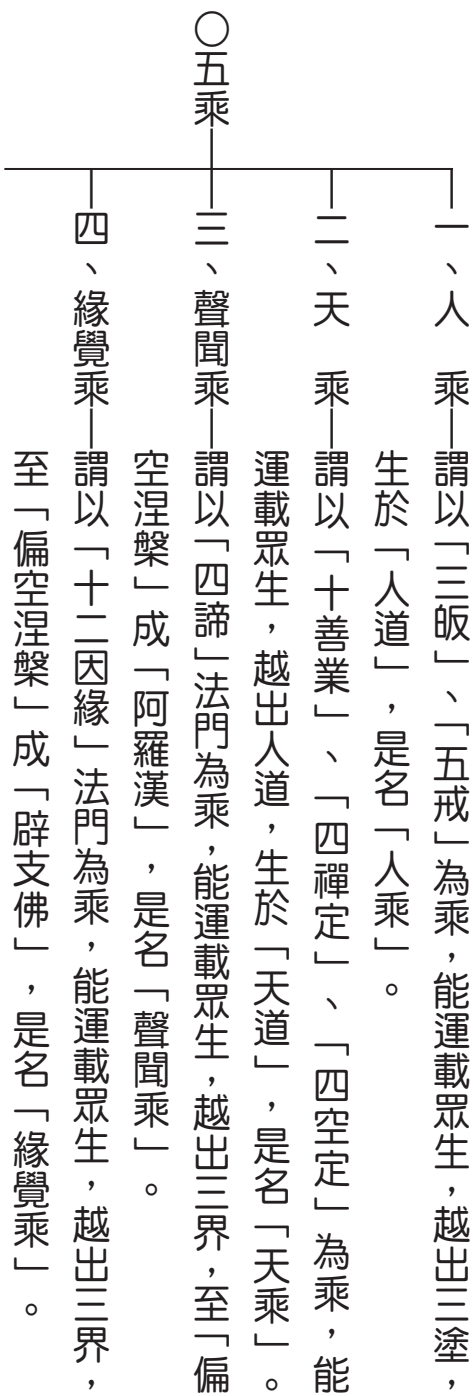 ○五乘
一、人　乘—謂以「三皈」、「五戒」為乘，能運載眾生，越出三塗，
生於「人道」，是名「人乘」。
二、天　乘—謂以「十善業」、「四禪定」、「四空定」為乘，能
運載眾生，越出人道，生於「天道」，是名「天乘」。
三、聲聞乘—謂以「四諦」法門為乘，能運載眾生，越出三界，至「偏
空涅槃」成「阿羅漢」，是名「聲聞乘」。
四、緣覺乘—謂以「十二因緣」法門為乘，能運載眾生，越出三界，
至「偏空涅槃」成「辟支佛」，是名「緣覺乘」。